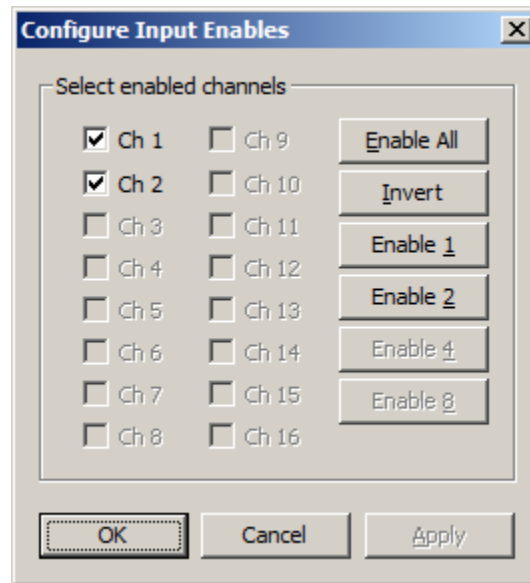 Configure Input Enables
Select enabled channels
Ch 1
Ch 2
Ch 3
Ch 4
Ch 5
Ch 6
Ch 7
Ch 8
Ch 9
Ch 10
Ch 11
Ch 12
Ch 13
Ch 14
Ch 15
Ch 16
Enable All
Invert
Enable 1
Enable 2
Enable 4
Enable 8
OK
Cancel
Apply